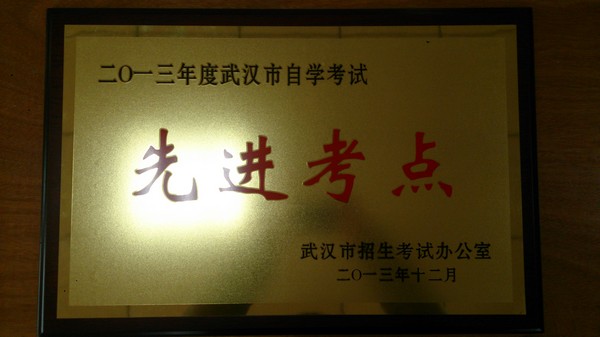 二〇一三年度武汉市自学考试
先进考点
武汉市招生考试办公室
二〇一三年十二月